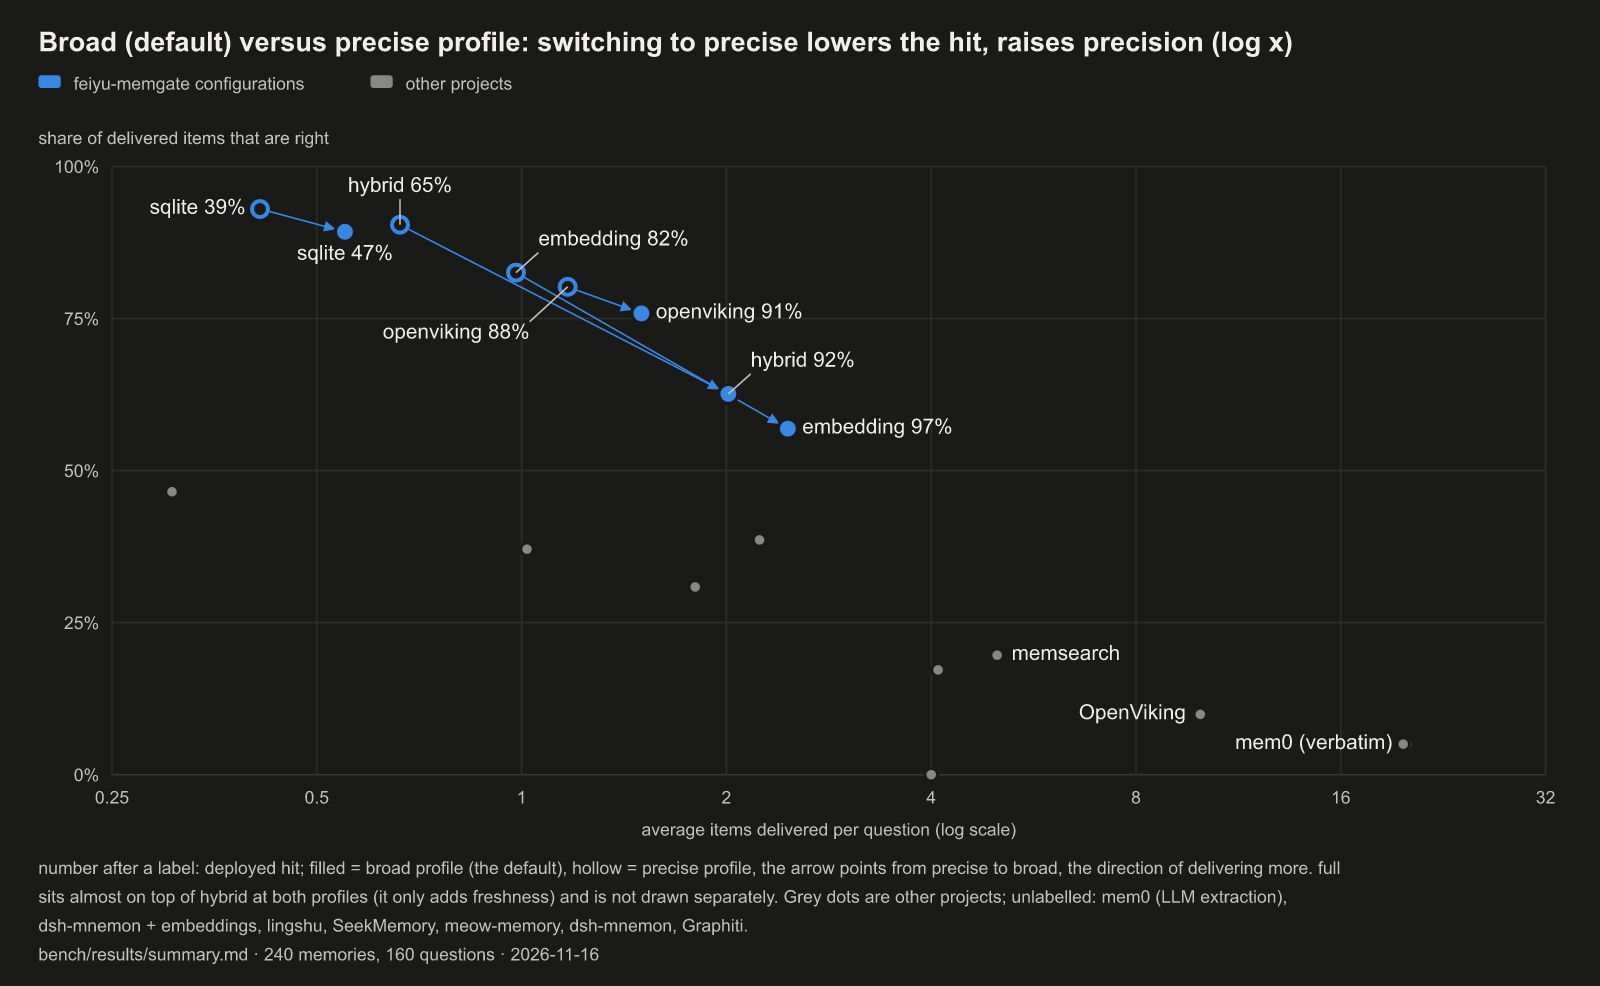 Broad (default) versus precise profile: switching to precise lowers the hit, raises precision (log x)
feiyu-memgate configurations
other projects
share of delivered items that are right
100%
hybrid 65%
sqlite 39%
embedding 82%
sqlite 47%
75%
openviking 91%
openviking 88%
hybrid 92%
embedding 97%
50%
25%
memsearch
OpenViking
mem0 (verbatim)
0%
0.25 0.5 1 2 4 8 16 32
average items delivered per question (log scale)
number after a label: deployed hit; filled = broad profile (the default), hollow = precise profile, the arrow points from precise to broad, the direction of delivering more. full
sits almost on top of hybrid at both profiles (it only adds freshness) and is not drawn separately. Grey dots are other projects; unlabelled: mem0 (LLM extraction),
dsh-mnemon + embeddings, lingshu, SeekMemory, meow-memory, dsh-mnemon, Graphiti.
bench/results/summary.md · 240 memories, 160 questions · 2026-11-16